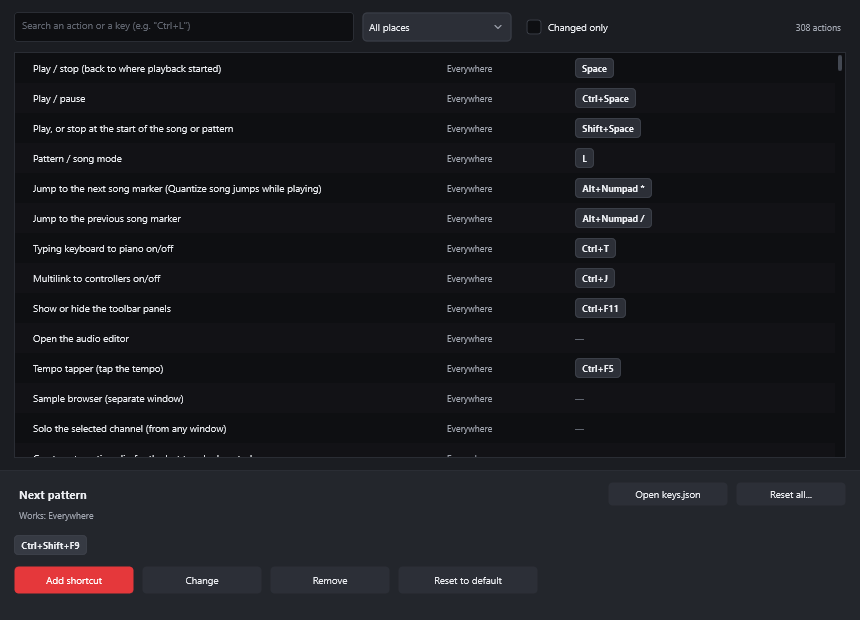 Search an action or a key (e.g. "Ctrl+L")
All places
Changed only
308 actions
Play / stop (back to where playback started) Everywhere Space
Play / pause Everywhere Ctrl+Space
Play, or stop at the start of the song or pattern Everywhere Shift+Space
Pattern / song mode Everywhere L
Jump to the next song marker (Quantize song jumps while playing) Everywhere Alt+Numpad *
Jump to the previous song marker Everywhere Alt+Numpad /
Typing keyboard to piano on/off Everywhere Ctrl+T
Multilink to controllers on/off Everywhere Ctrl+J
Show or hide the toolbar panels Everywhere Ctrl+F11
Open the audio editor Everywhere —
Tempo tapper (tap the tempo) Everywhere Ctrl+F5
Sample browser (separate window) Everywhere —
Solo the selected channel (from any window) Everywhere —
Next pattern
Open keys.json
Reset all...
Works: Everywhere
Ctrl+Shift+F9
Add shortcut
Change
Remove
Reset to default